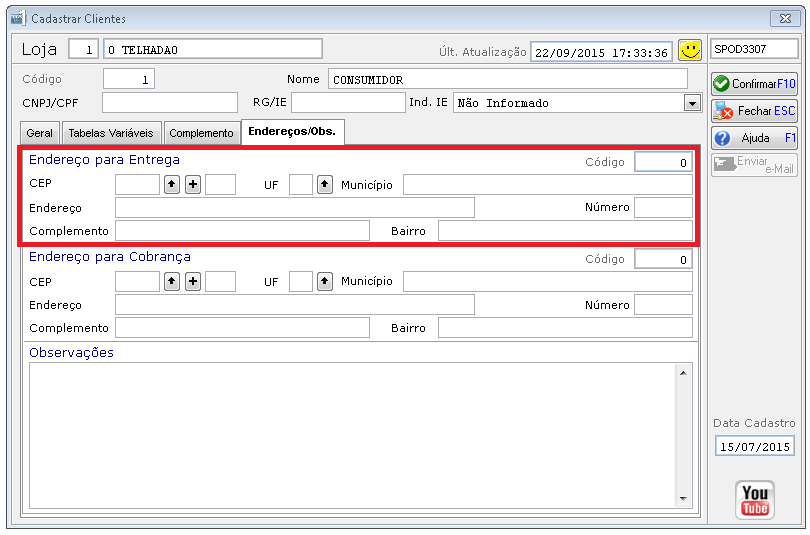 Cadastrar Clientes
Loja 1 O TELHADAO Últ. Atualização 22/09/2015 17:33:36 SPOD3307
Código 1 Nome CONSUMIDOR
CNPJ/CPF RG/IE Ind. IE Não Informado
Confirmar F10
Fechar ESC
Ajuda F1
Enviar e-Mail
Geral Tabelas Variáveis Complemento Endereços/Obs.
Endereço para Entrega Código 0
CEP UF Município
Endereço Número
Complemento Bairro
Endereço para Cobrança Código 0
CEP UF Município
Endereço Número
Complemento Bairro
Observações
Data Cadastro
15/07/2015
You
Tube